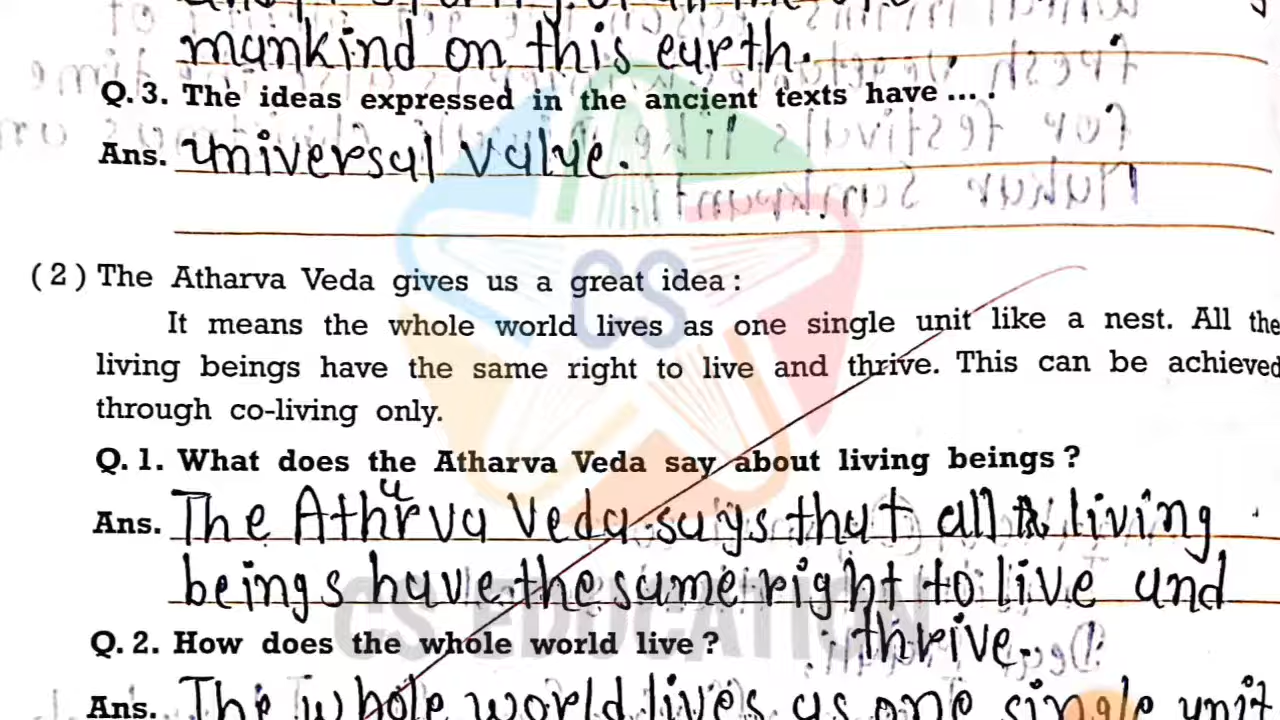 mankind on this earth.
Q. 3. The ideas expressed in the ancient texts have ... .
Ans. universal value.
(2) The Atharva Veda gives us a great idea :
It means the whole world lives as one single unit like a nest. All the
living beings have the same right to live and thrive. This can be achieved
through co-living only.
Q. 1. What does the Atharva Veda say about living beings ?
Ans. The Atharva Veda says that all living
beings have the same right to live and
thrive.
Q. 2. How does the whole world live ?
Ans. The whole world lives as one single unit
CS
CS EDUCATION